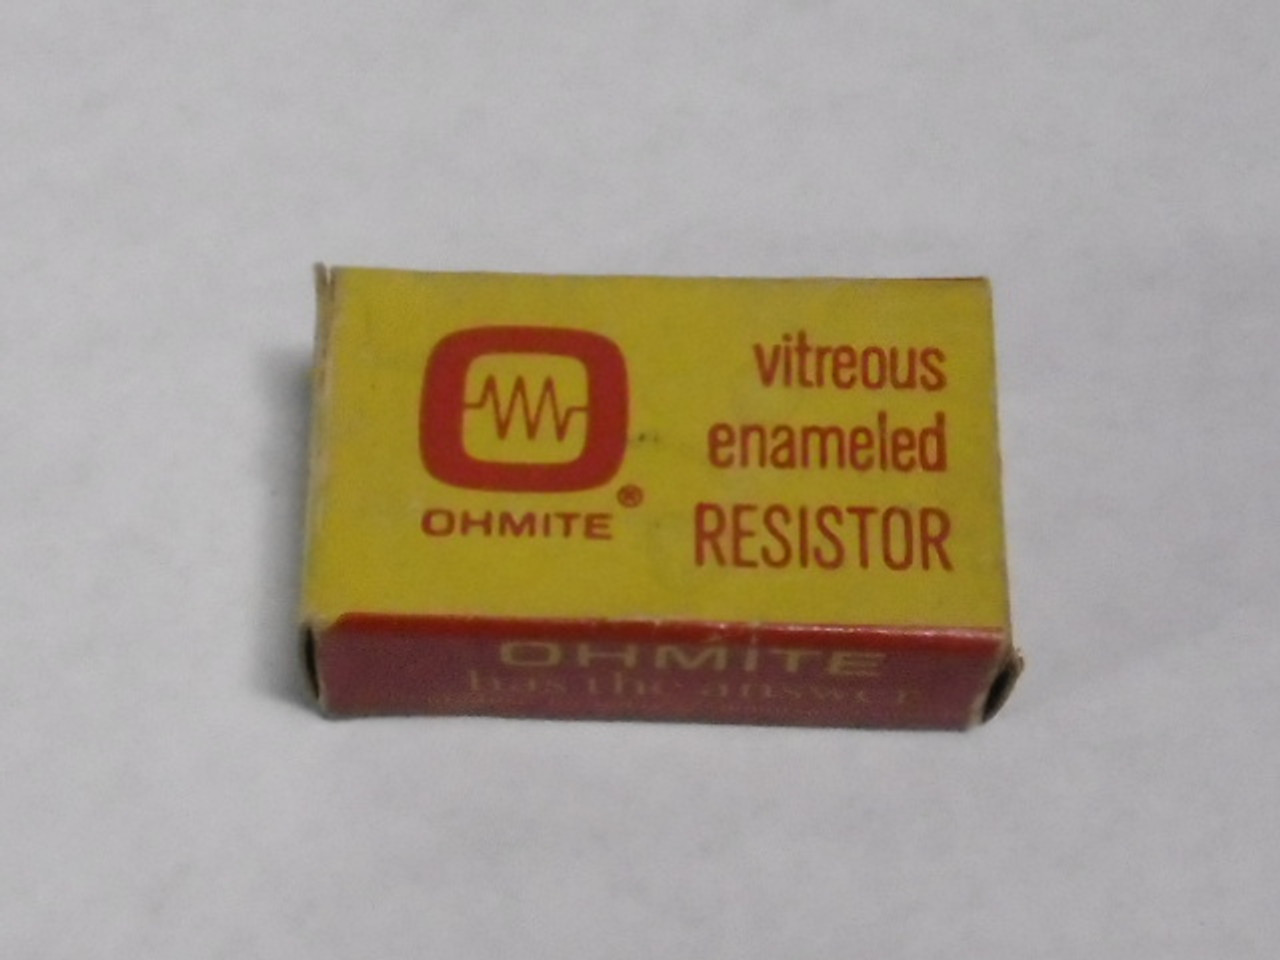 OHMITE®
vitreous
enameled
RESISTOR
OHMITE
has the answer